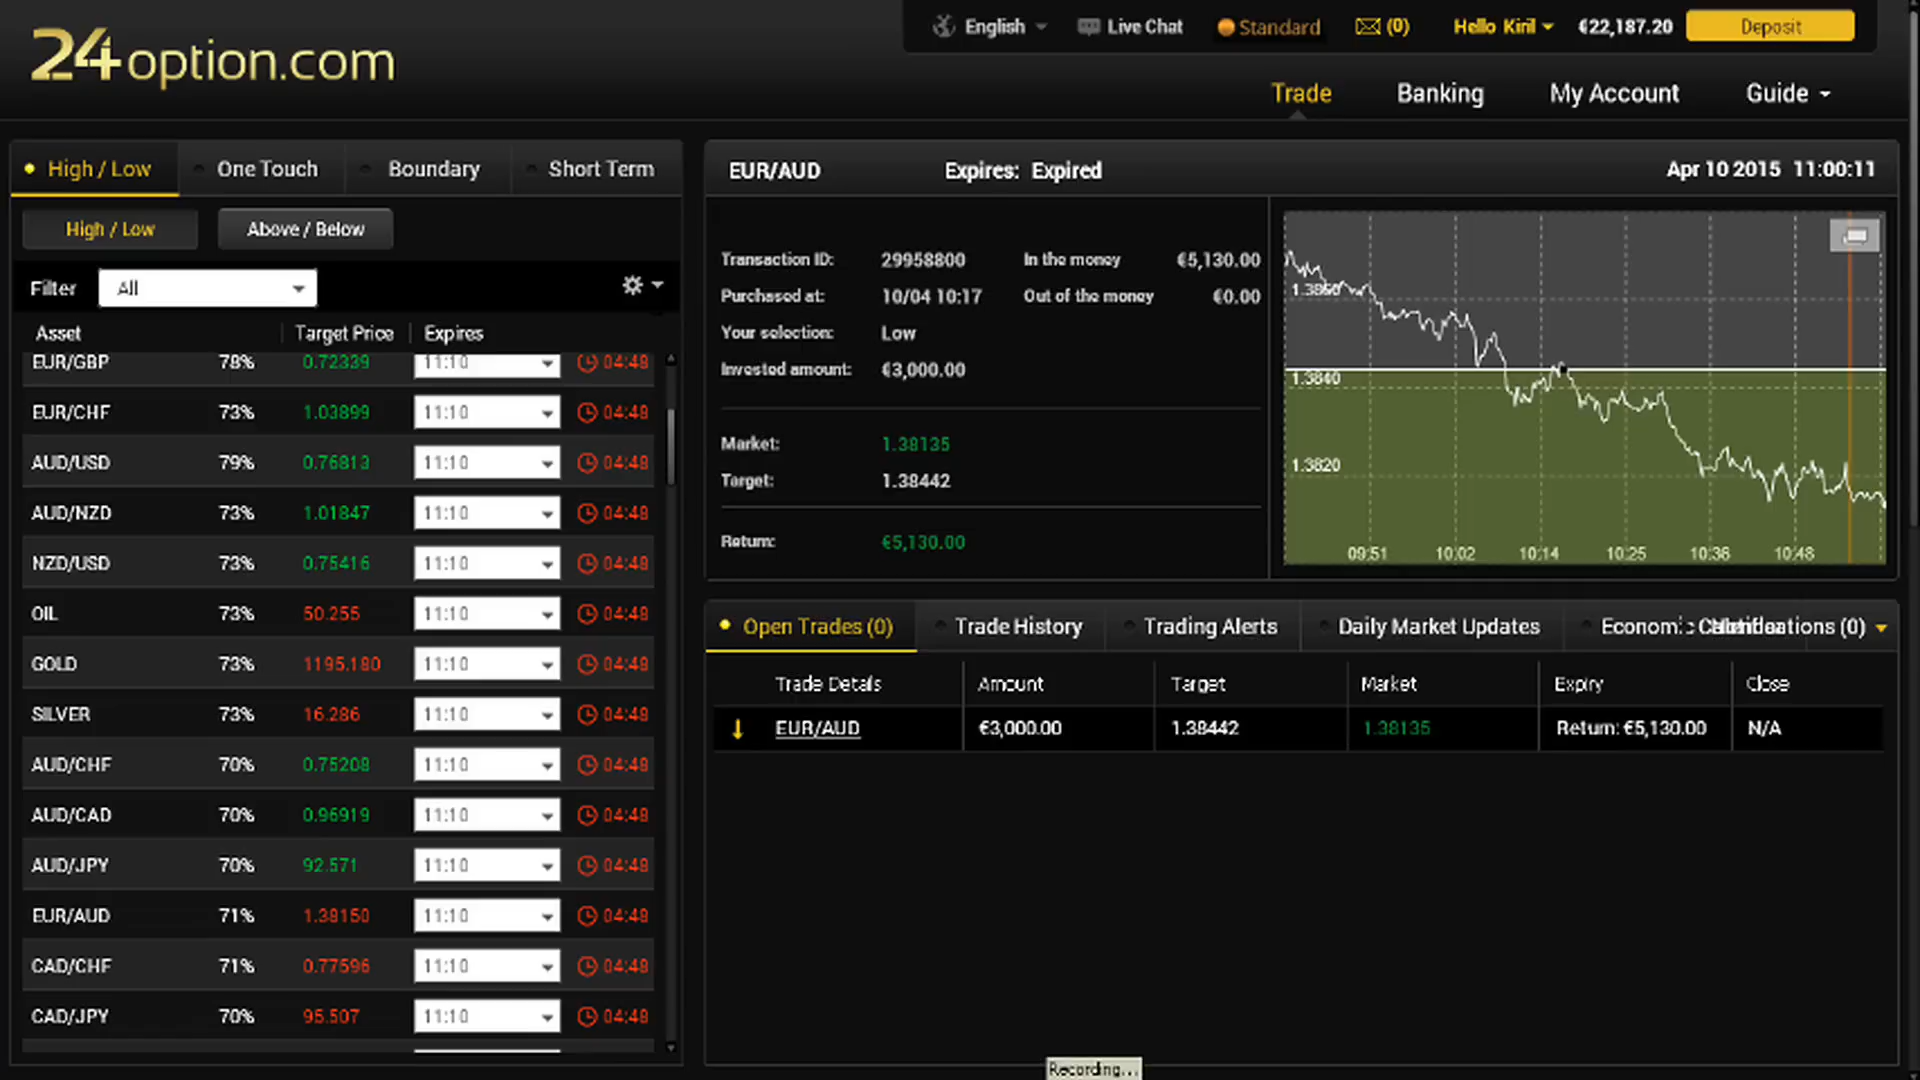 24option.com
English
Live Chat
Standard
(0)
Hello Kiril
€22,187.20
Deposit
Trade
Banking
My Account
Guide
High / Low
One Touch
Boundary
Short Term
High / Low
Above / Below
Filter
All
Asset Target Price Expires
EUR/GBP 78% 0.72339 11:10 04:48
EUR/CHF 73% 1.03899 11:10 04:48
AUD/USD 79% 0.76813 11:10 04:48
AUD/NZD 73% 1.01847 11:10 04:48
NZD/USD 73% 0.75416 11:10 04:48
OIL 73% 50.255 11:10 04:48
GOLD 73% 1195.180 11:10 04:48
SILVER 73% 16.286 11:10 04:48
AUD/CHF 70% 0.75208 11:10 04:48
AUD/CAD 70% 0.96919 11:10 04:48
AUD/JPY 70% 92.571 11:10 04:48
EUR/AUD 71% 1.38150 11:10 04:48
CAD/CHF 71% 0.77596 11:10 04:48
CAD/JPY 70% 95.507 11:10 04:48
EUR/AUD
Expires: Expired
Apr 10 2015 11:00:11
Transaction ID: 29958800 In the money €5,130.00
Purchased at: 10/04 10:17 Out of the money €0.00
Your selection: Low
Invested amount: €3,000.00
Market: 1.38135
Target: 1.38442
Return: €5,130.00
1.3860
1.3840
1.3820
09:51 10:02 10:14 10:25 10:36 10:48
Open Trades (0)
Trade History
Trading Alerts
Daily Market Updates
Economic
(0)
Trade Details Amount Target Market Expiry Close
EUR/AUD €3,000.00 1.38442 1.38135 Return: €5,130.00 N/A
Recording...